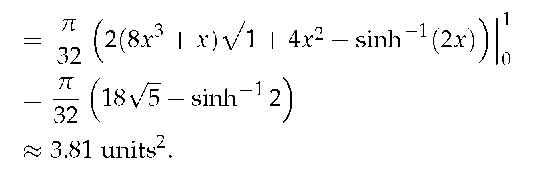 = π/32 (2(8x³ + x)√1 + 4x² − sinh⁻¹(2x))|₀¹
= π/32 (18√5 − sinh⁻¹ 2)
≈ 3.81 units².